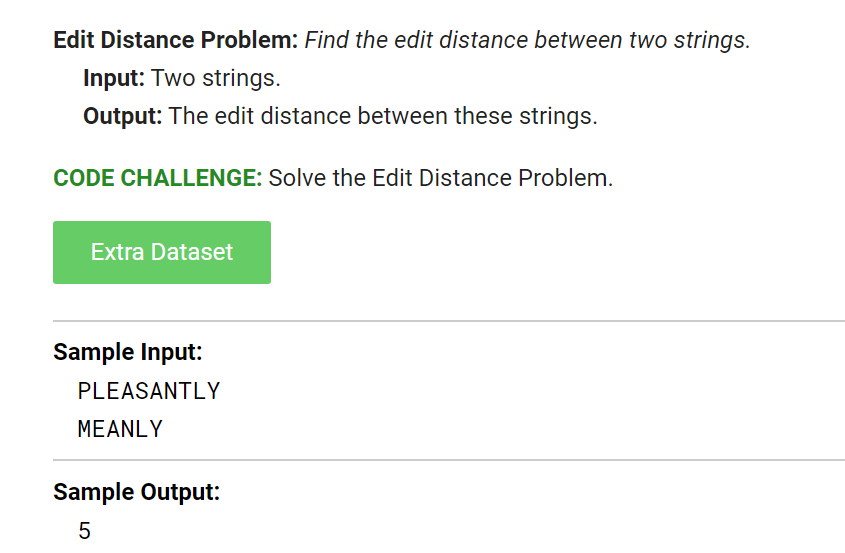 Edit Distance Problem: Find the edit distance between two strings.
Input: Two strings.
Output: The edit distance between these strings.
CODE CHALLENGE: Solve the Edit Distance Problem.
Extra Dataset
Sample Input:
PLEASANTLY
MEANLY
Sample Output:
5